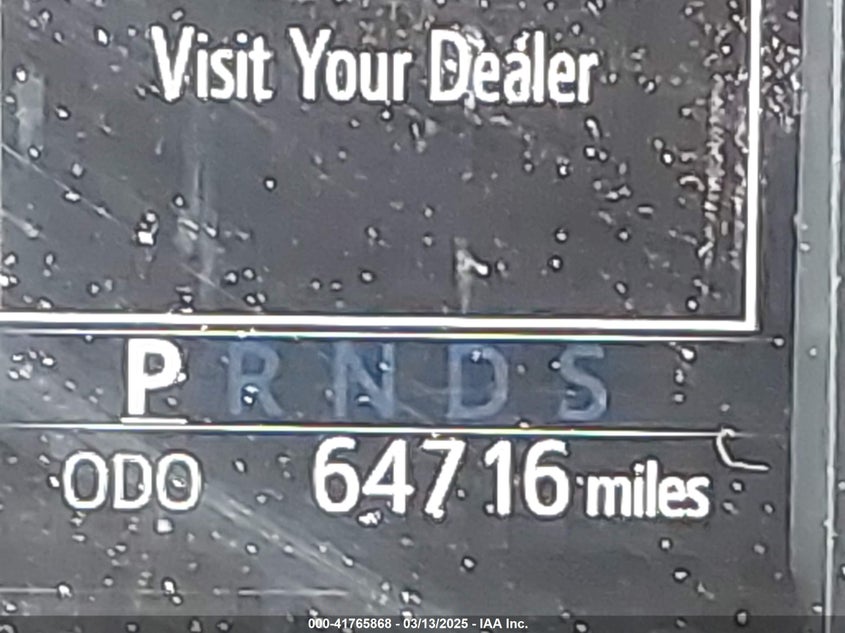 Visit Your Dealer
P R N D S
ODO 64716 miles
000-41765868 - 03/13/2025 - IAA Inc.